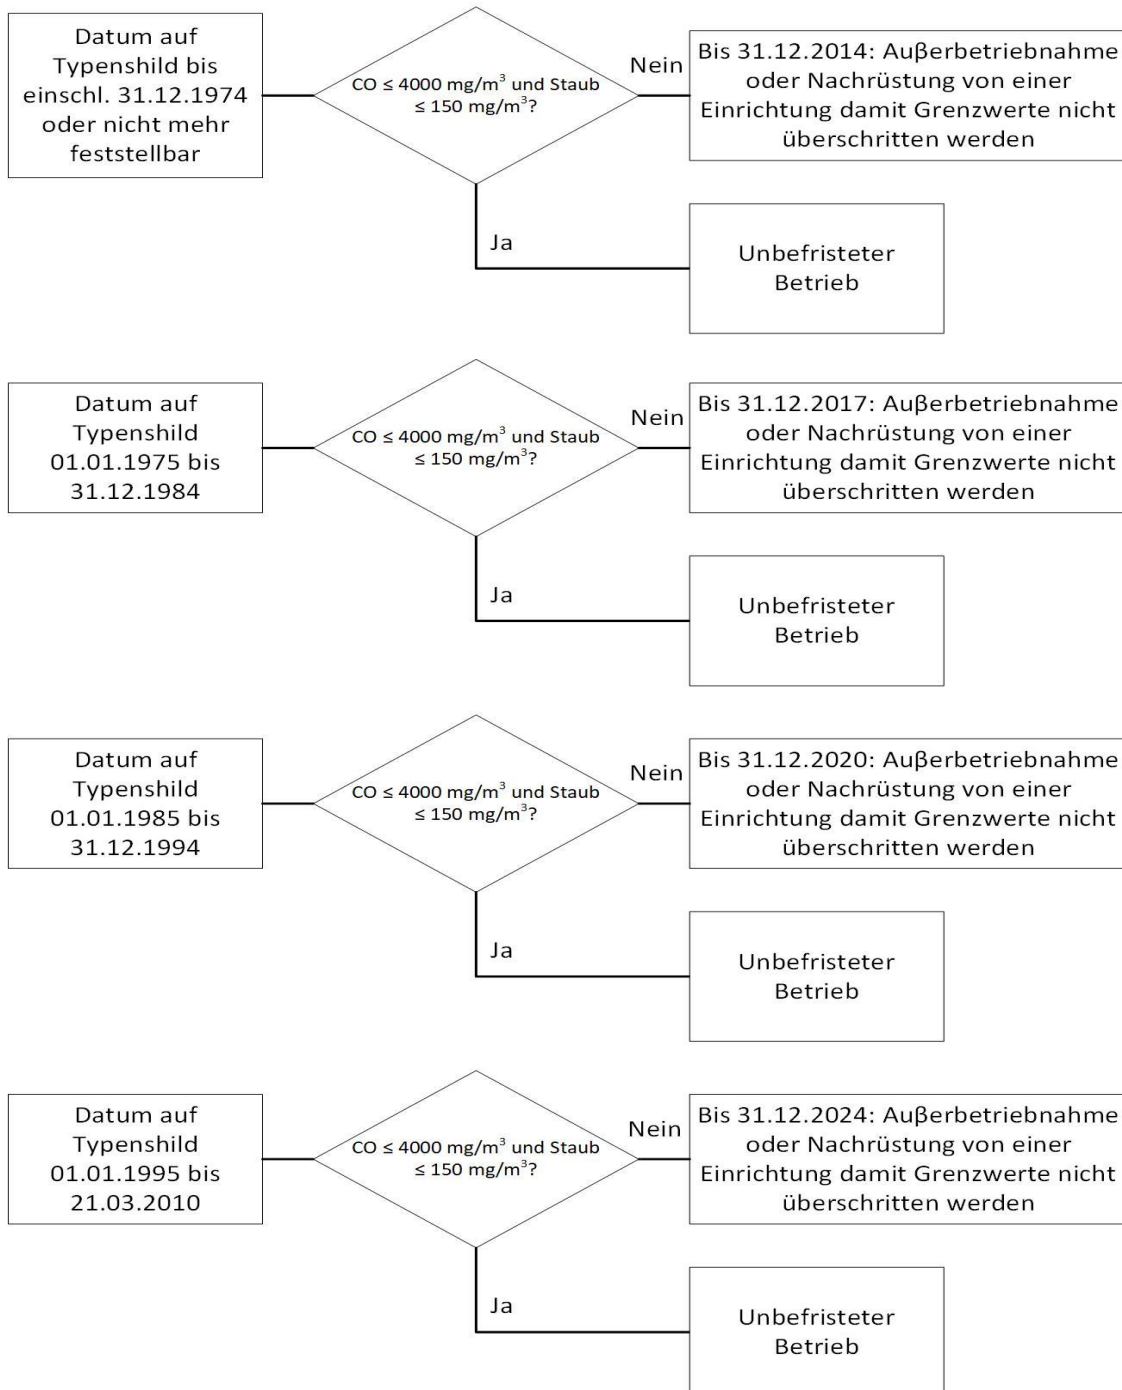 Datum auf
Typenshild bis
einschl. 31.12.1974
oder nicht mehr
feststellbar
CO ≤ 4000 mg/m³ und Staub
≤ 150 mg/m³?
Nein
Bis 31.12.2014: Außerbetriebnahme
oder Nachrüstung von einer
Einrichtung damit Grenzwerte nicht
überschritten werden
Ja
Unbefristeter
Betrieb
Datum auf
Typenshild
01.01.1975 bis
31.12.1984
CO ≤ 4000 mg/m³ und Staub
≤ 150 mg/m³?
Nein
Bis 31.12.2017: Außerbetriebnahme
oder Nachrüstung von einer
Einrichtung damit Grenzwerte nicht
überschritten werden
Ja
Unbefristeter
Betrieb
Datum auf
Typenshild
01.01.1985 bis
31.12.1994
CO ≤ 4000 mg/m³ und Staub
≤ 150 mg/m³?
Nein
Bis 31.12.2020: Außerbetriebnahme
oder Nachrüstung von einer
Einrichtung damit Grenzwerte nicht
überschritten werden
Ja
Unbefristeter
Betrieb
Datum auf
Typenshild
01.01.1995 bis
21.03.2010
CO ≤ 4000 mg/m³ und Staub
≤ 150 mg/m³?
Nein
Bis 31.12.2024: Außerbetriebnahme
oder Nachrüstung von einer
Einrichtung damit Grenzwerte nicht
überschritten werden
Ja
Unbefristeter
Betrieb